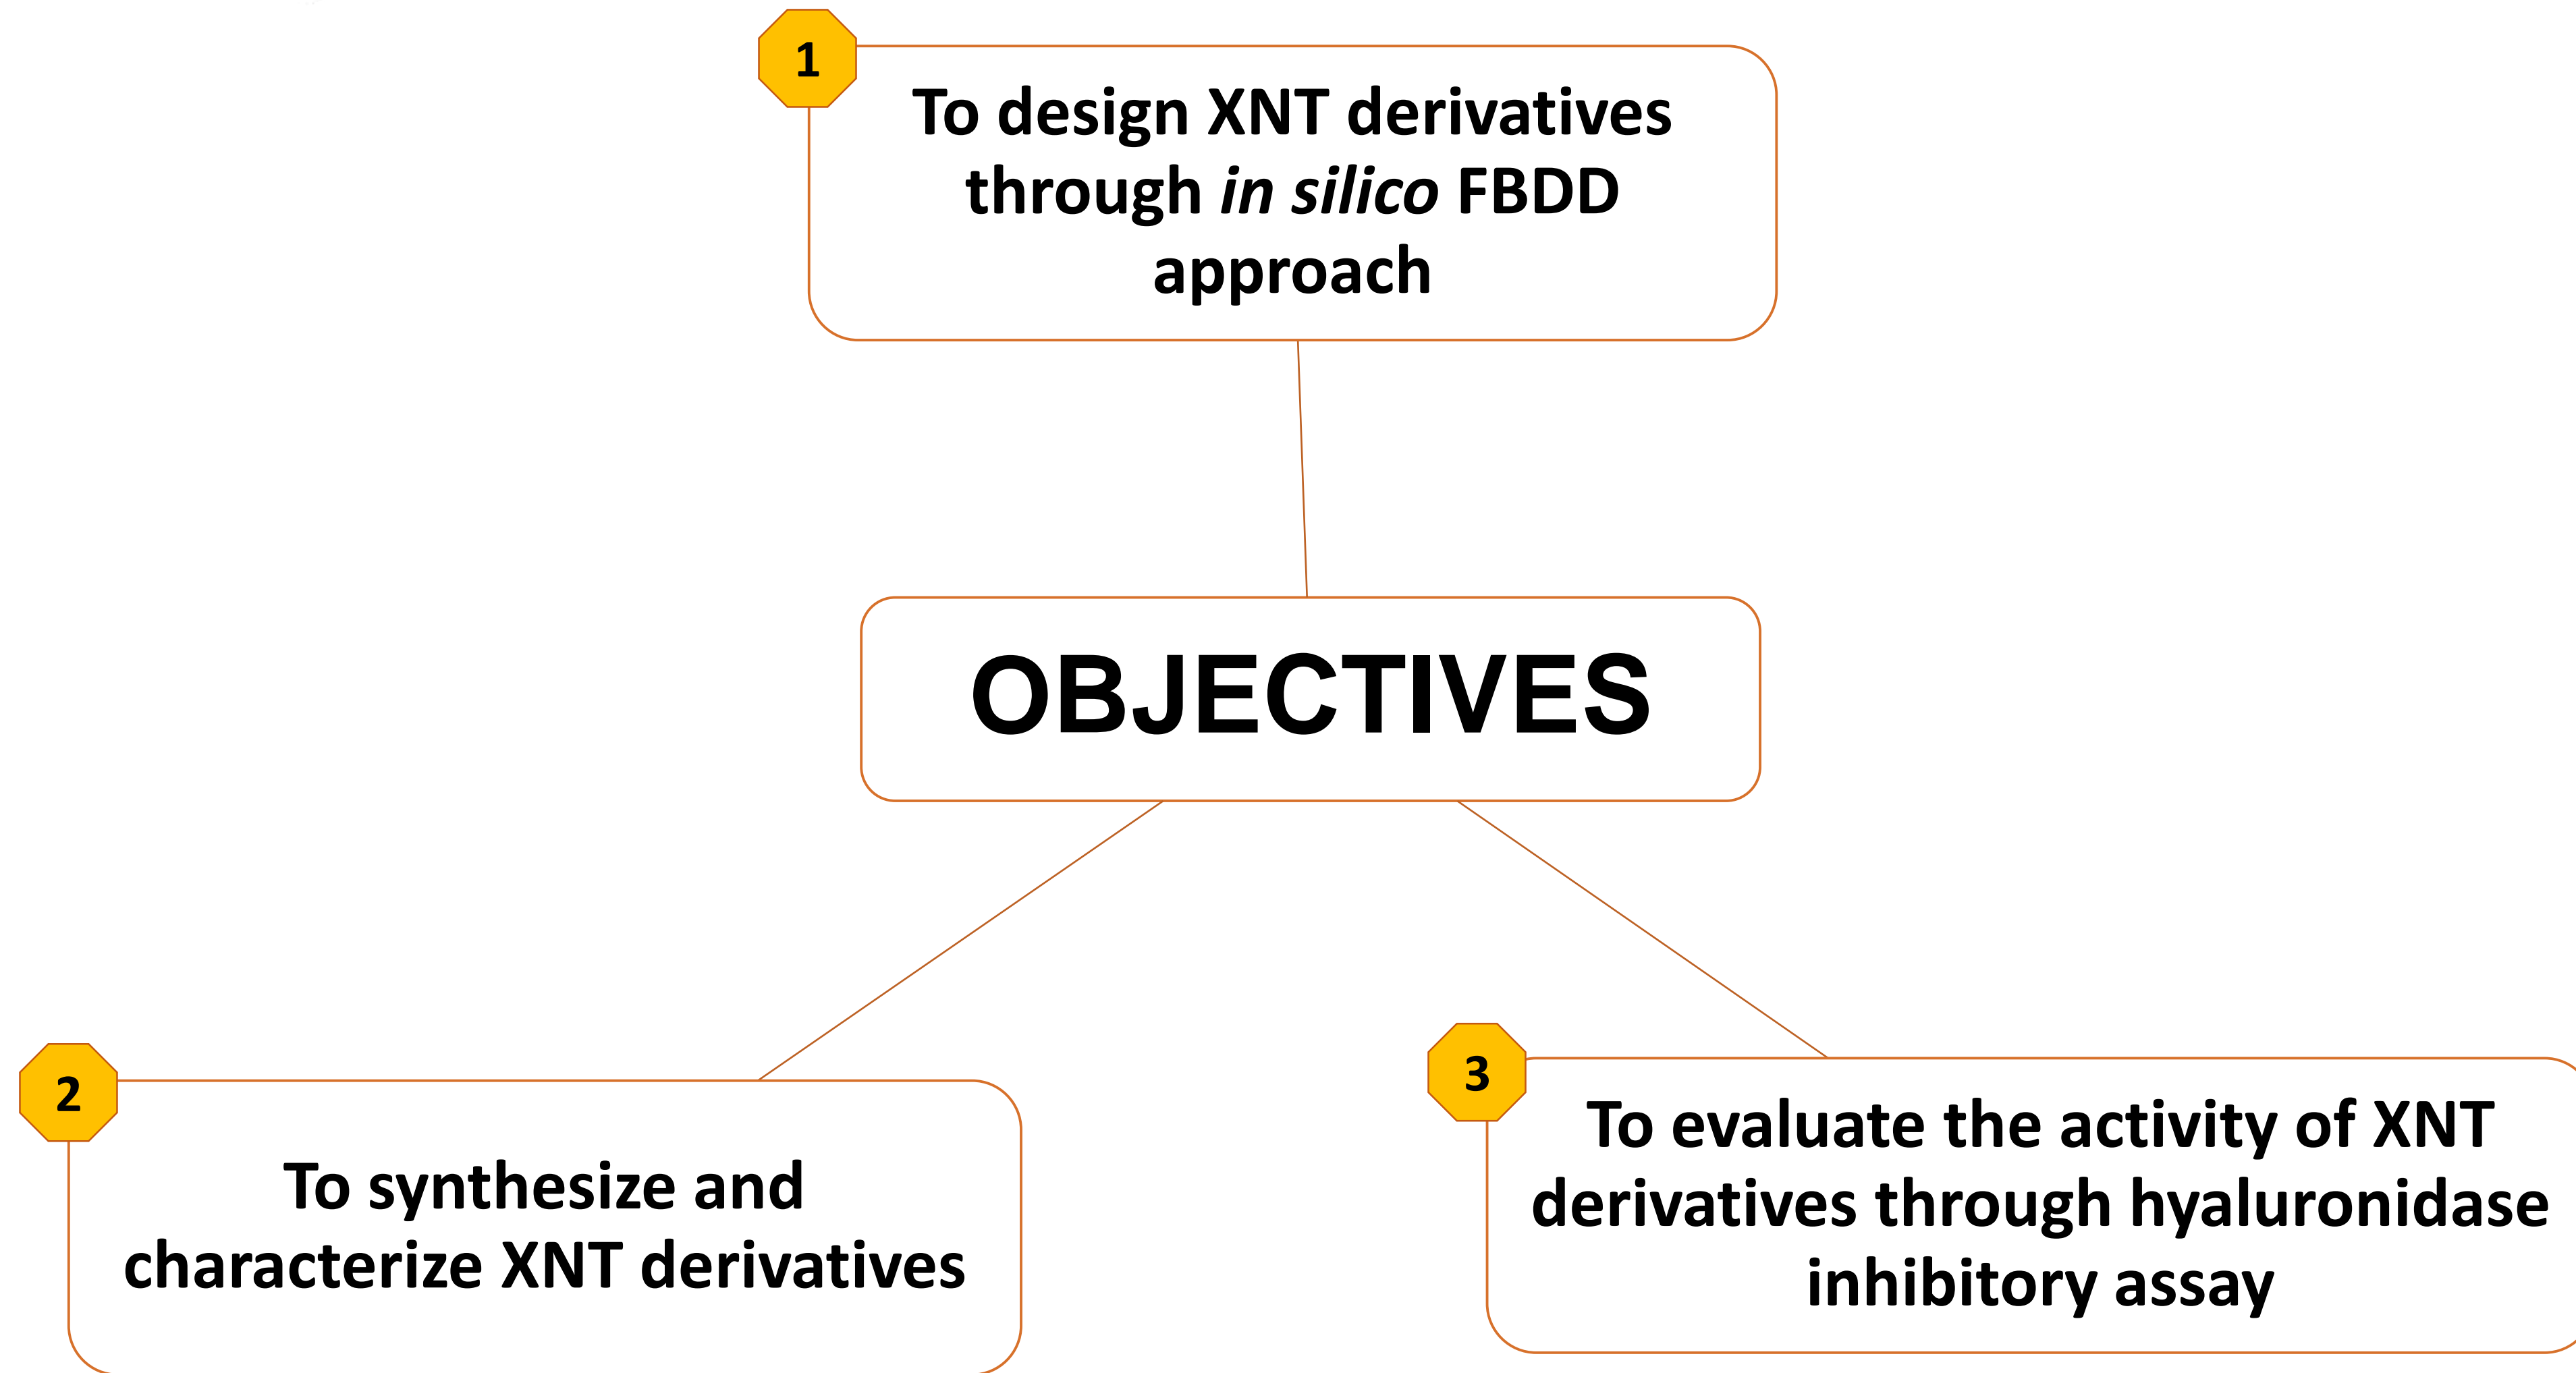 1
To design XNT derivatives
through in silico FBDD
approach
OBJECTIVES
2
To synthesize and
characterize XNT derivatives
3
To evaluate the activity of XNT
derivatives through hyaluronidase
inhibitory assay